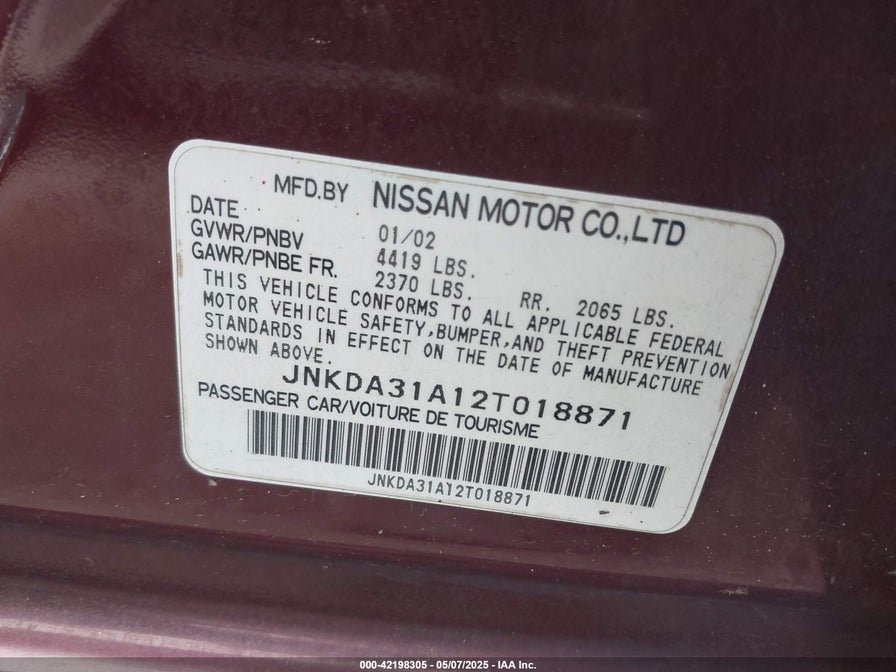 MFD.BY NISSAN MOTOR CO.,LTD
DATE 01/02
GVWR/PNBV 4419 LBS.
GAWR/PNBE FR. 2370 LBS. RR. 2065 LBS.
THIS VEHICLE CONFORMS TO ALL APPLICABLE FEDERAL
MOTOR VEHICLE SAFETY,BUMPER,AND THEFT PREVENTION
STANDARDS IN EFFECT ON THE DATE OF MANUFACTURE
SHOWN ABOVE.
JNKDA31A12T018871
PASSENGER CAR/VOITURE DE TOURISME
JNKDA31A12T018871
000-42198305 - 05/07/2025 - IAA Inc.